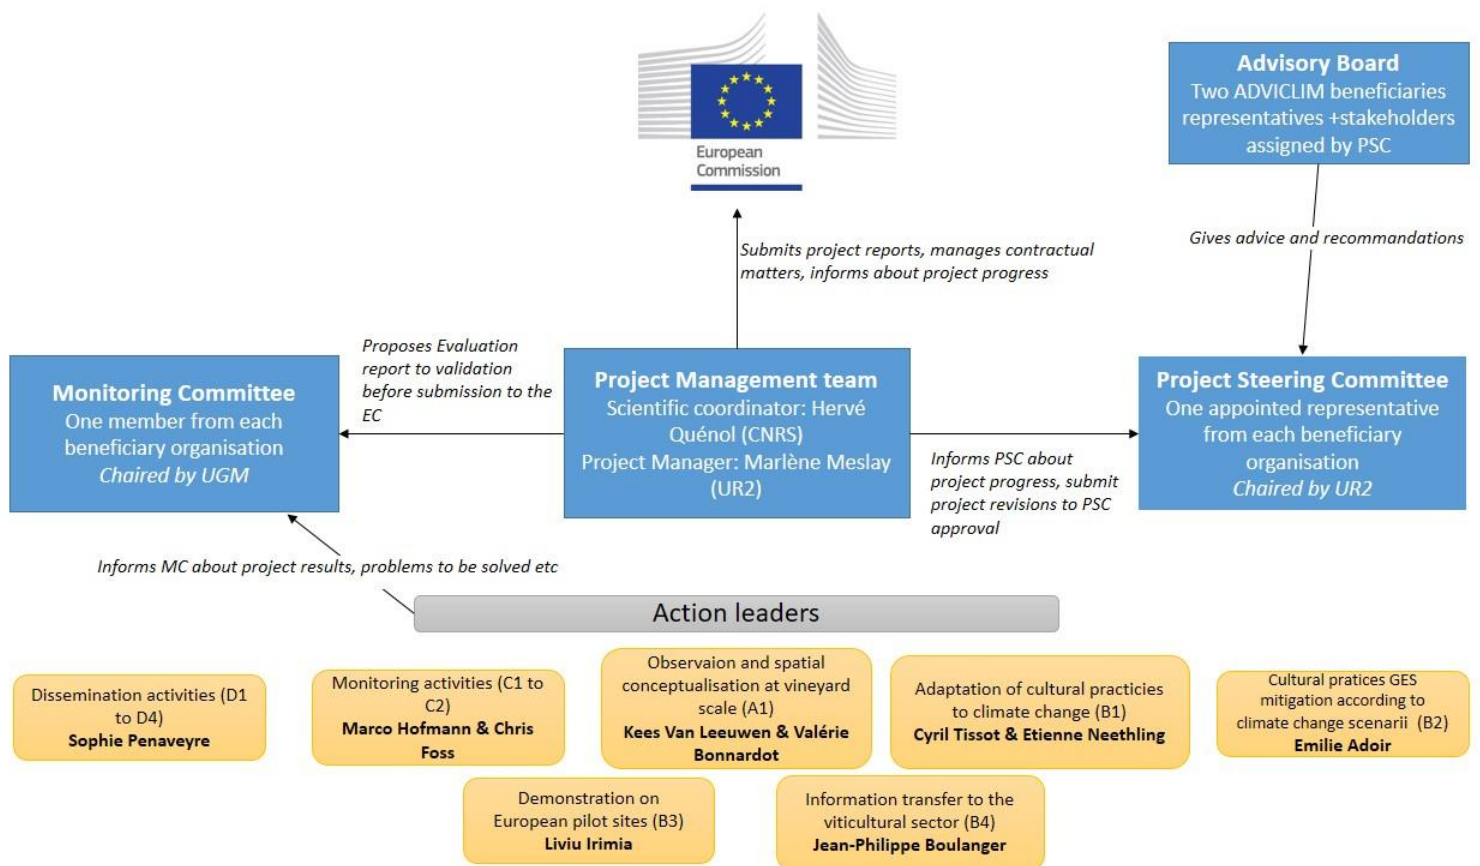 European
Commission
Advisory Board
Two ADVICLIM beneficiaries
representatives +stakeholders
assigned by PSC
Submits project reports, manages contractual
matters, informs about project progress
Gives advice and recommandations
Proposes Evaluation
report to validation
before submission to the
EC
Monitoring Committee
One member from each
beneficiary organisation
Chaired by UGM
Project Management team
Scientific coordinator: Hervé
Quénol (CNRS)
Project Manager: Marlène Meslay
(UR2)
Project Steering Committee
One appointed representative
from each beneficiary
organisation
Chaired by UR2
Informs PSC about
project progress, submit
project revisions to PSC
approval
Informs MC about project results, problems to be solved etc
Action leaders
Dissemination activities (D1
to D4)
Sophie Penaveyre
Monitoring activities (C1 to
C2)
Marco Hofmann & Chris
Foss
Observaion and spatial
conceptualisation at vineyard
scale (A1)
Kees Van Leeuwen & Valérie
Bonnardot
Adaptation of cultural practicies
to climate change (B1)
Cyril Tissot & Etienne Neethling
Cultural pratices GES
mitigation according to
climate change scenarii (B2)
Emilie Adoir
Demonstration on
European pilot sites (B3)
Liviu Irimia
Information transfer to the
viticultural sector (B4)
Jean-Philippe Boulanger